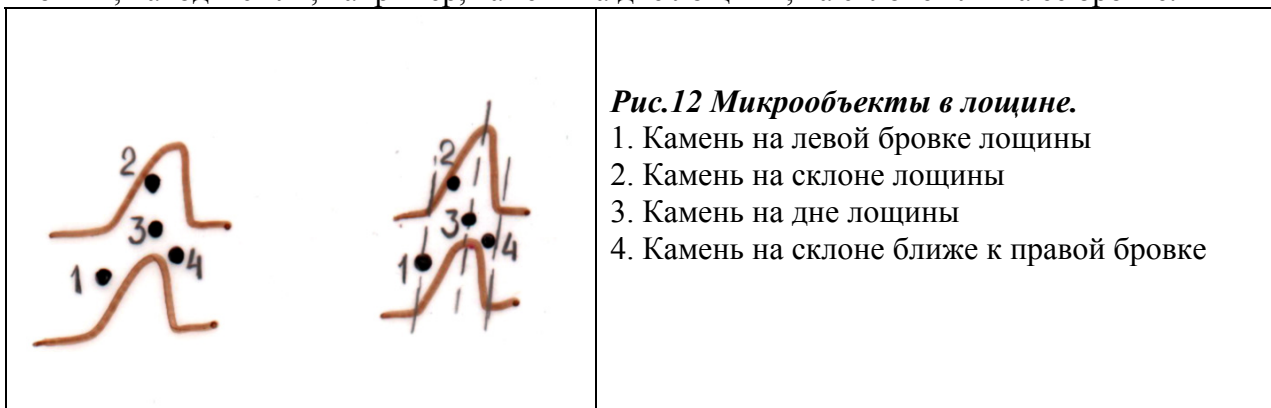 Рис.12 Микрообъекты в лощине.
1. Камень на левой бровке лощины
2. Камень на склоне лощины
3. Камень на дне лощины
4. Камень на склоне ближе к правой бровке
2
3
4
1
2
3
4
1